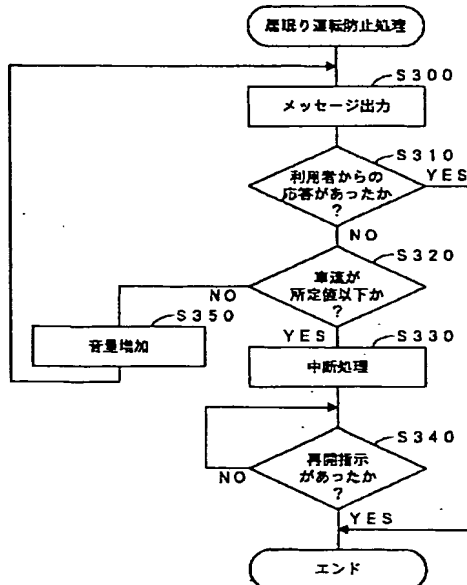 居眠り運転防止処理
S300
メッセージ出力
S310
利用者からの
応答があったか
?
YES
NO
S320
車速が
所定値以下か
?
NO
YES
S350
音量増加
S330
中断処理
S340
再開指示
があったか
?
NO
YES
エンド